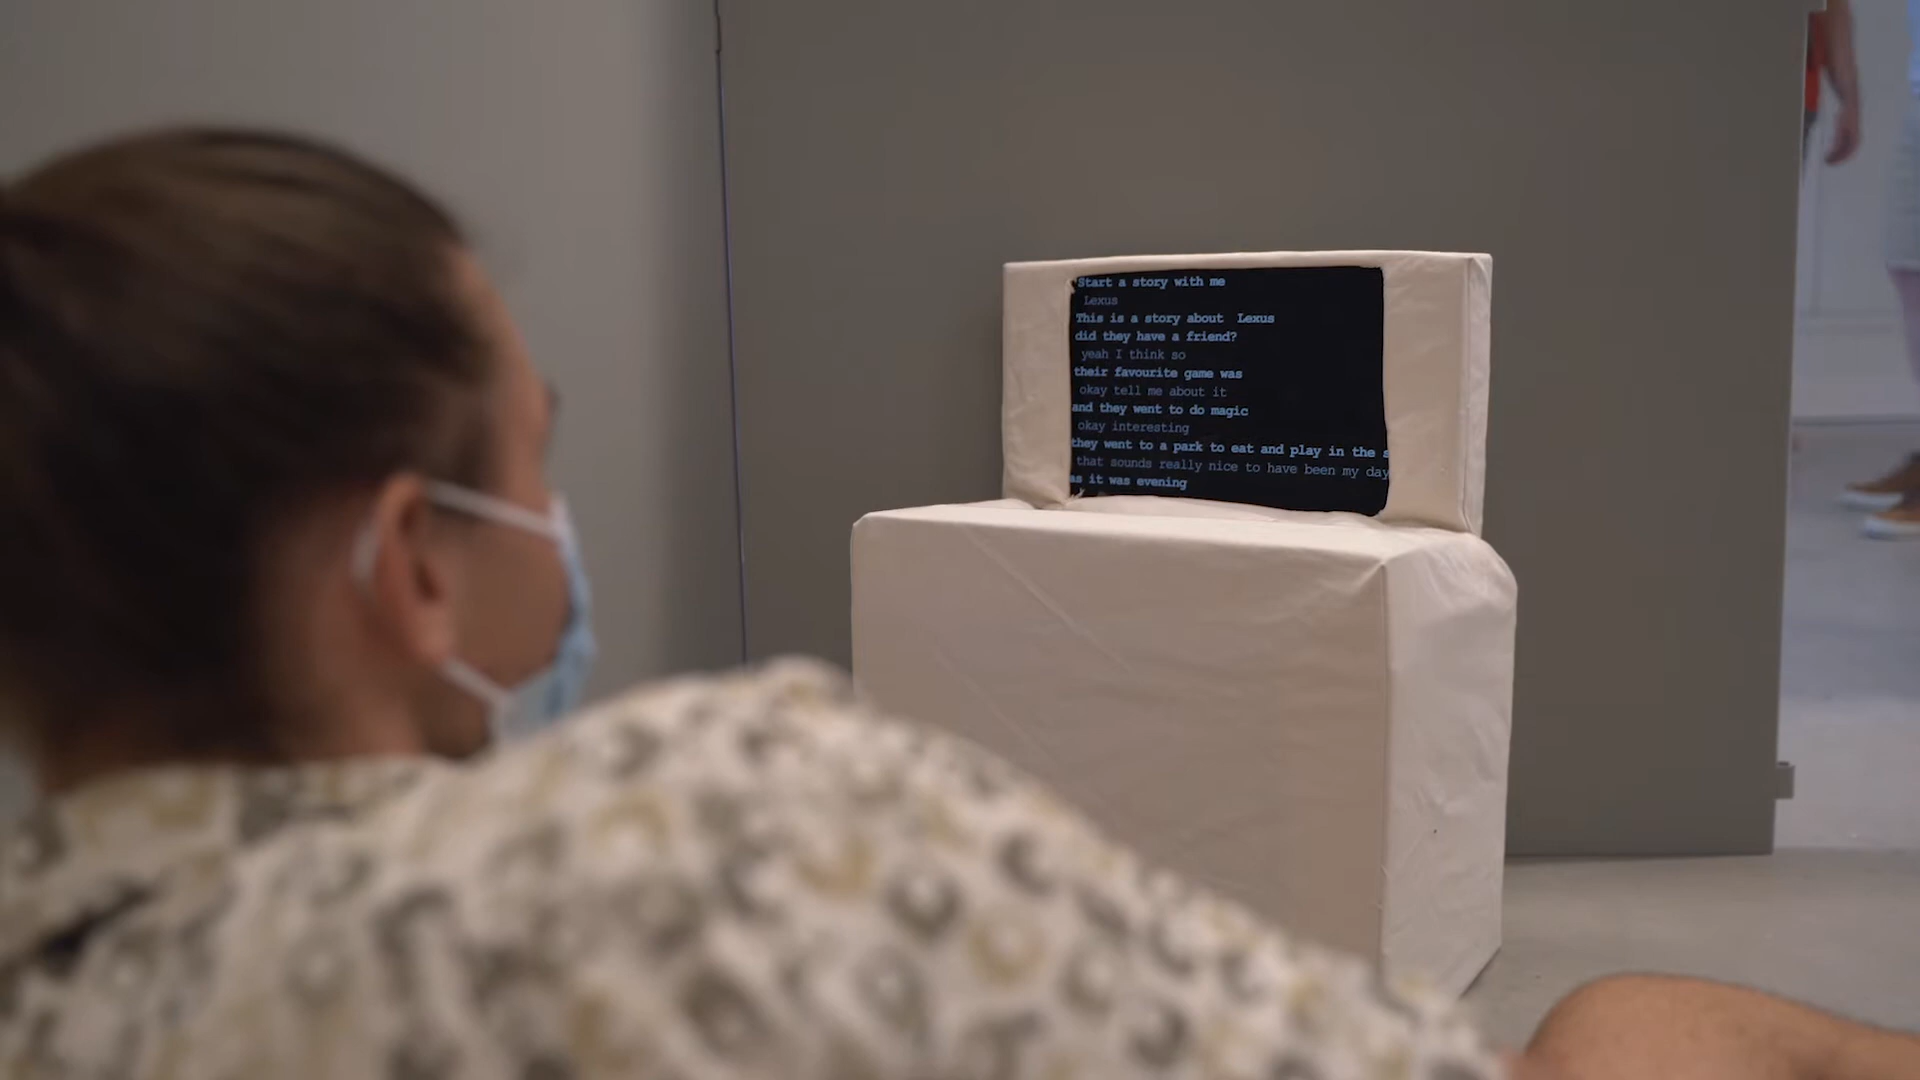 Start a story with me
Lexus
This is a story about Lexus
did they have a friend?
yeah I think so
their favourite game was
okay tell me about it
and they went to do magic
okay interesting
they went to a park to eat and play in the s
that sounds really nice to have been my day
as it was evening